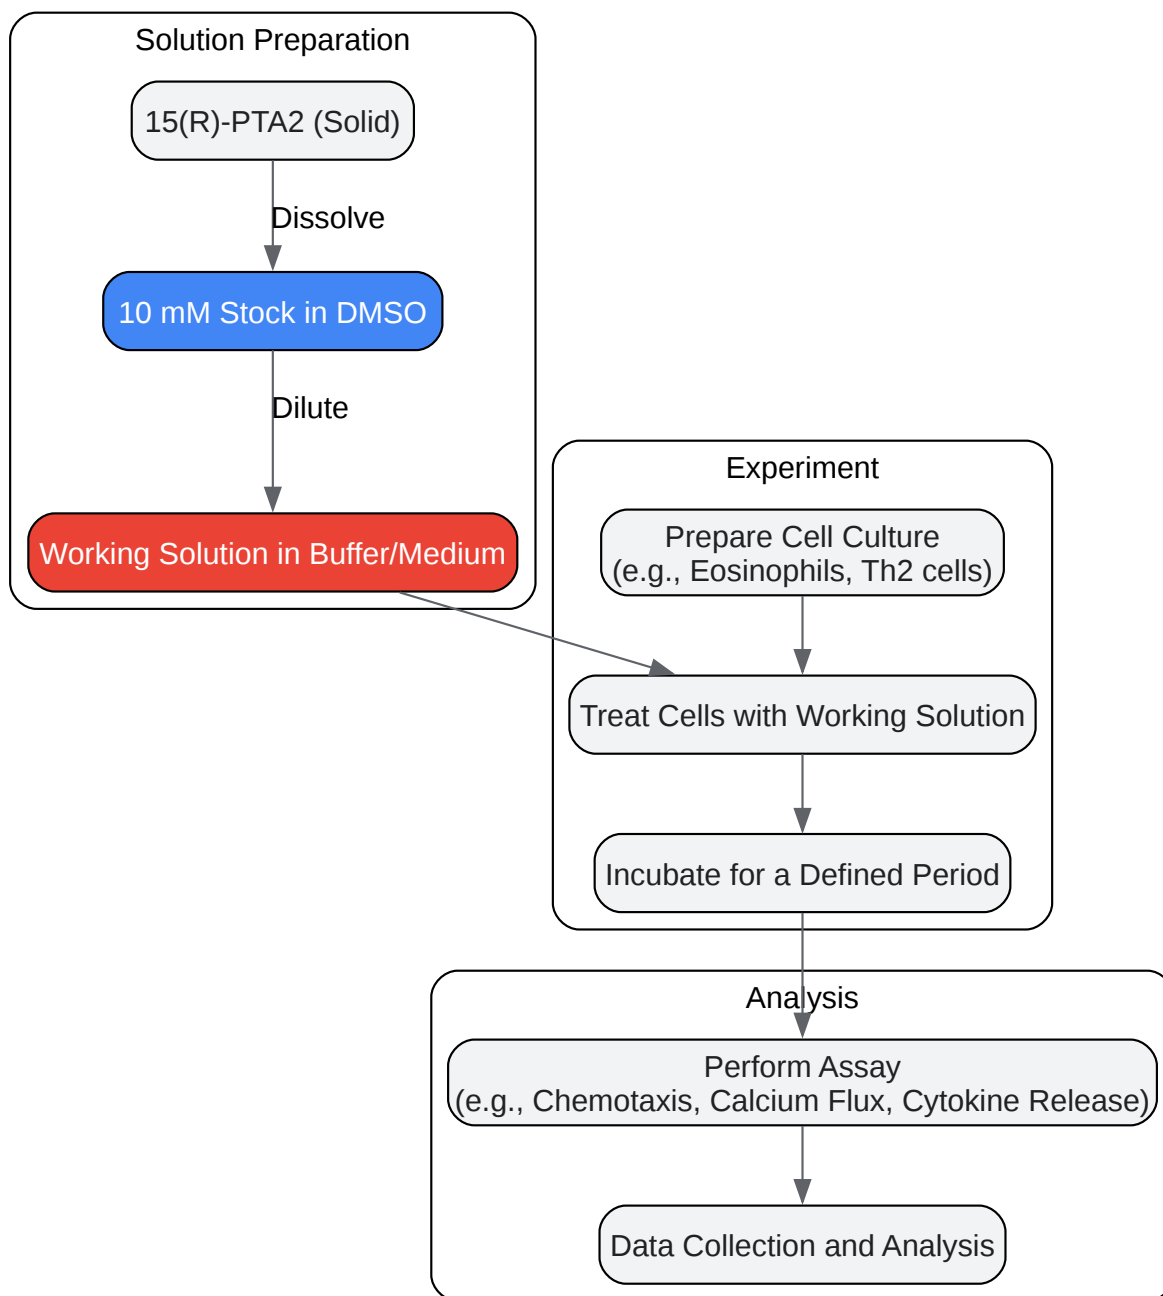 Solution Preparation
15(R)-PTA2 (Solid)
Dissolve
10 mM Stock in DMSO
Dilute
Working Solution in Buffer/Medium
Experiment
Prepare Cell Culture
(e.g., Eosinophils, Th2 cells)
Treat Cells with Working Solution
Incubate for a Defined Period
Analysis
Perform Assay
(e.g., Chemotaxis, Calcium Flux, Cytokine Release)
Data Collection and Analysis